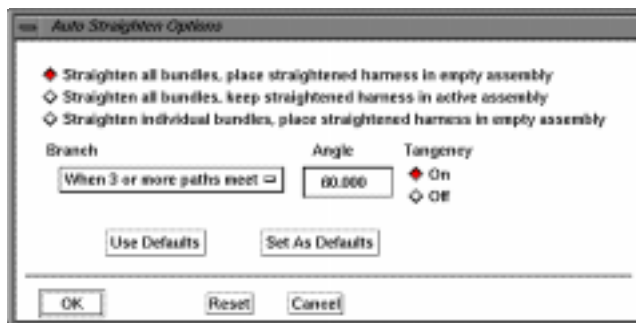 Auto Straighten Options
Straighten all bundles, place straightened harness in empty assembly
Straighten all bundles, keep straightened harness in active assembly
Straighten individual bundles, place straightened harness in empty assembly
Branch Angle Tangency
When 3 or more paths meet 60.000 On
Off
Use Defaults Set As Defaults
OK Reset Cancel